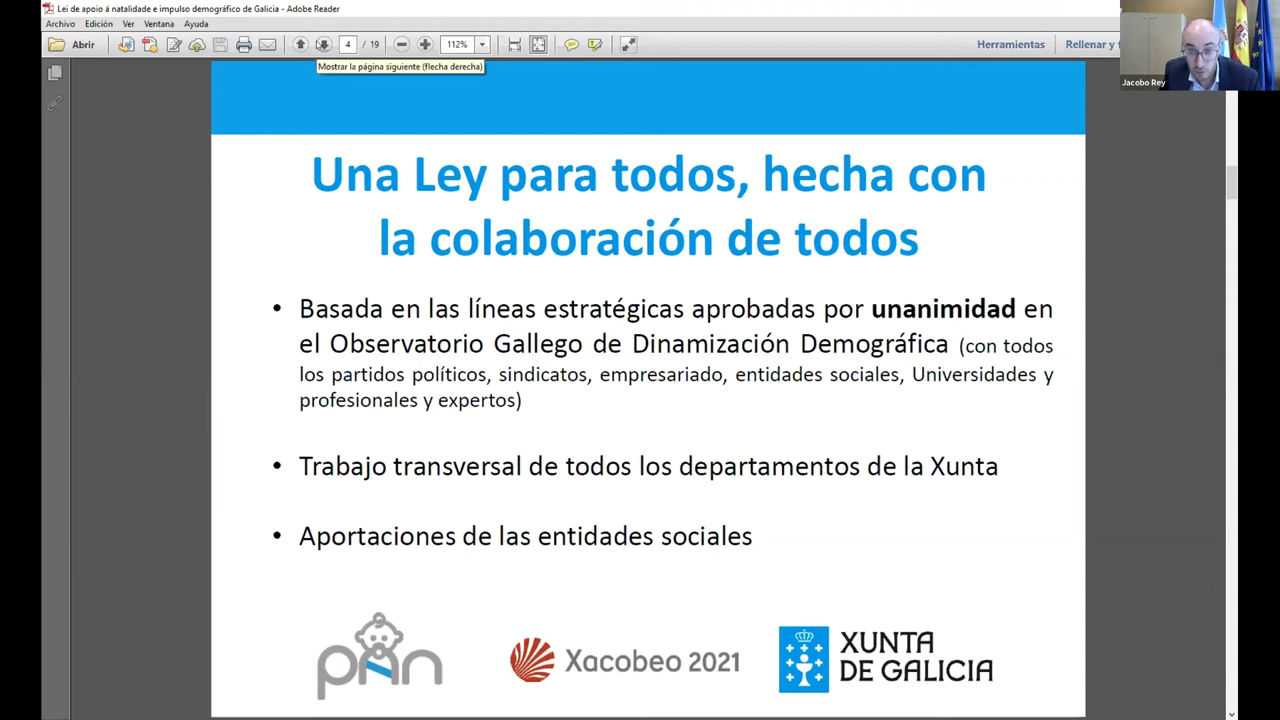 Lei de apoio á natalidade e impulso demográfico de Galicia - Adobe Reader
Archivo Edición Ver Ventana Ayuda
Abrir 4 / 19 112% Herramientas Rellenar y
Mostrar la página siguiente (flecha derecha)
Jacobo Rey
Una Ley para todos, hecha con
la colaboración de todos
• Basada en las líneas estratégicas aprobadas por unanimidad en
el Observatorio Gallego de Dinamización Demográfica (con todos
los partidos políticos, sindicatos, empresariado, entidades sociales, Universidades y
profesionales y expertos)
• Trabajo transversal de todos los departamentos de la Xunta
• Aportaciones de las entidades sociales
pAn
Xacobeo 2021
XUNTA
DE GALICIA